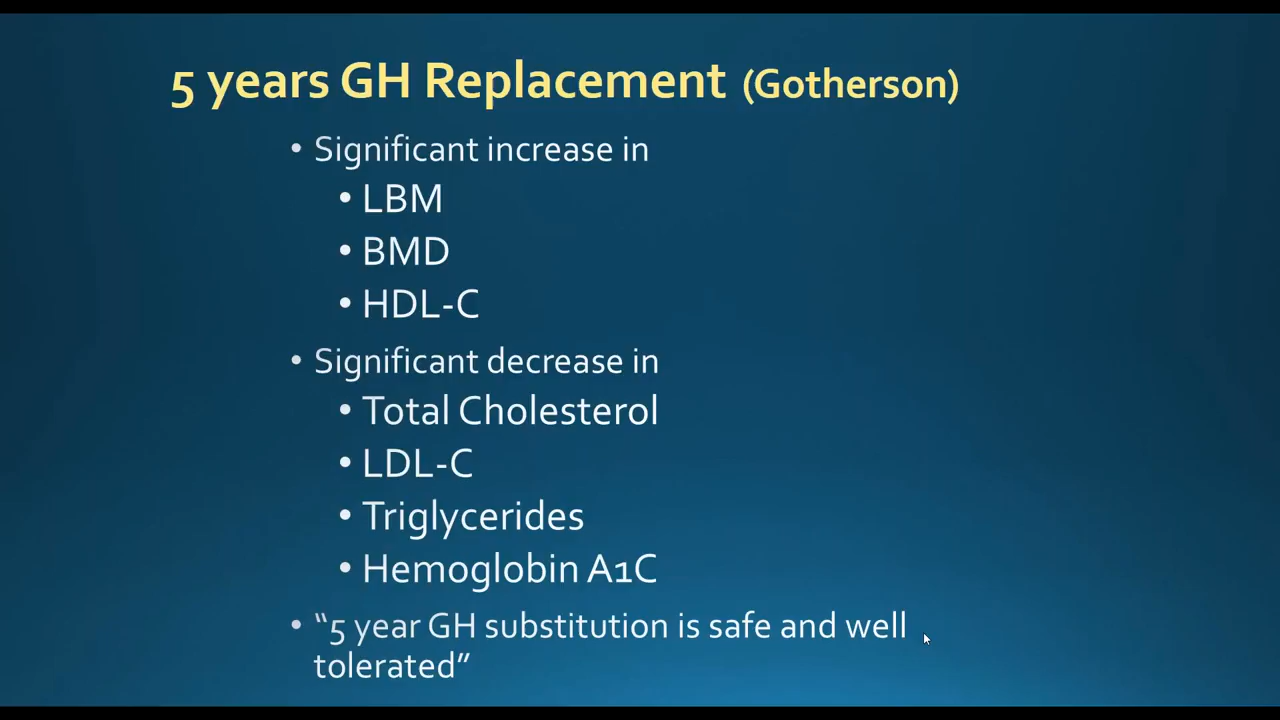 5 years GH Replacement (Gotherson)
• Significant increase in
• LBM
• BMD
• HDL-C
• Significant decrease in
• Total Cholesterol
• LDL-C
• Triglycerides
• Hemoglobin A1C
• “5 year GH substitution is safe and well
tolerated”